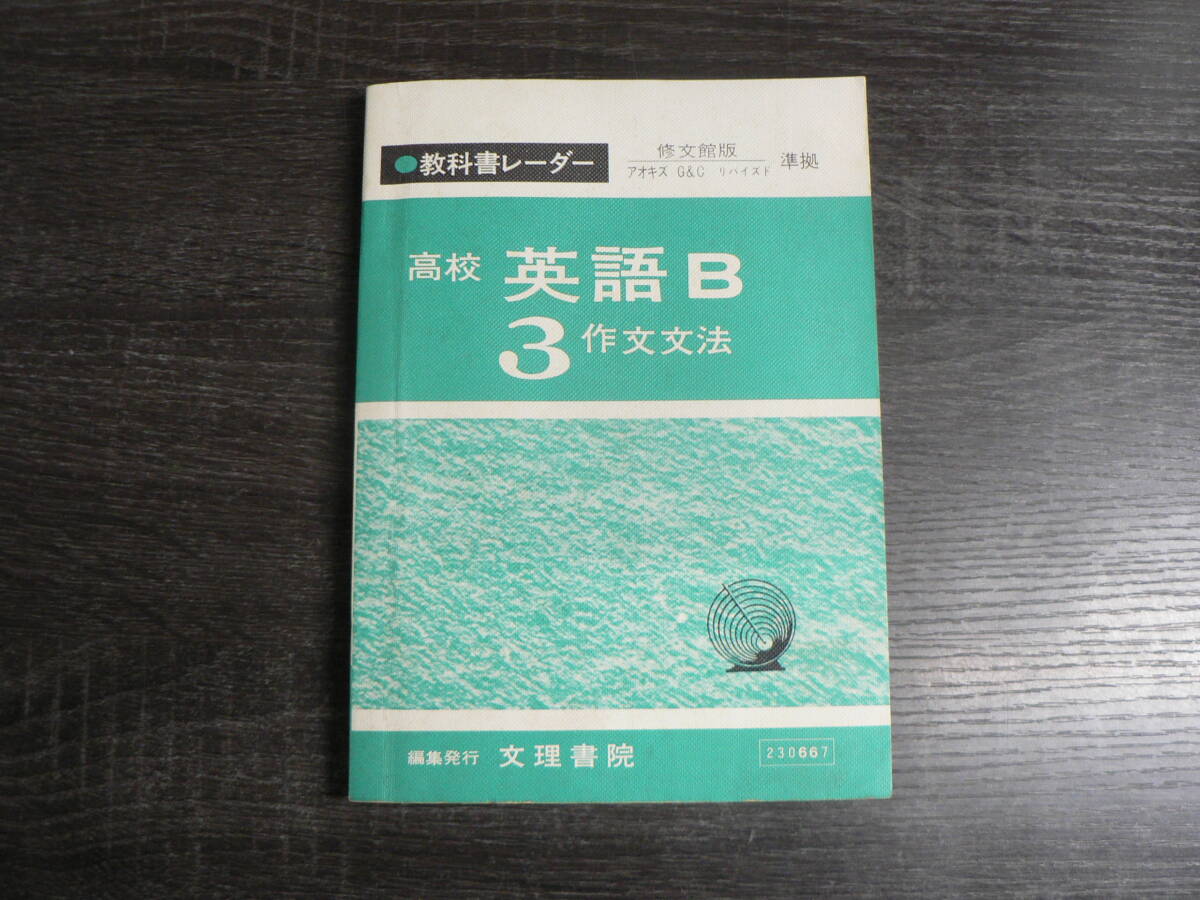 ●教科書レーダー
修文館版
アオキズ G&C リバイズド 準拠
高校 英語B
3 作文文法
編集発行 文理書院
230667